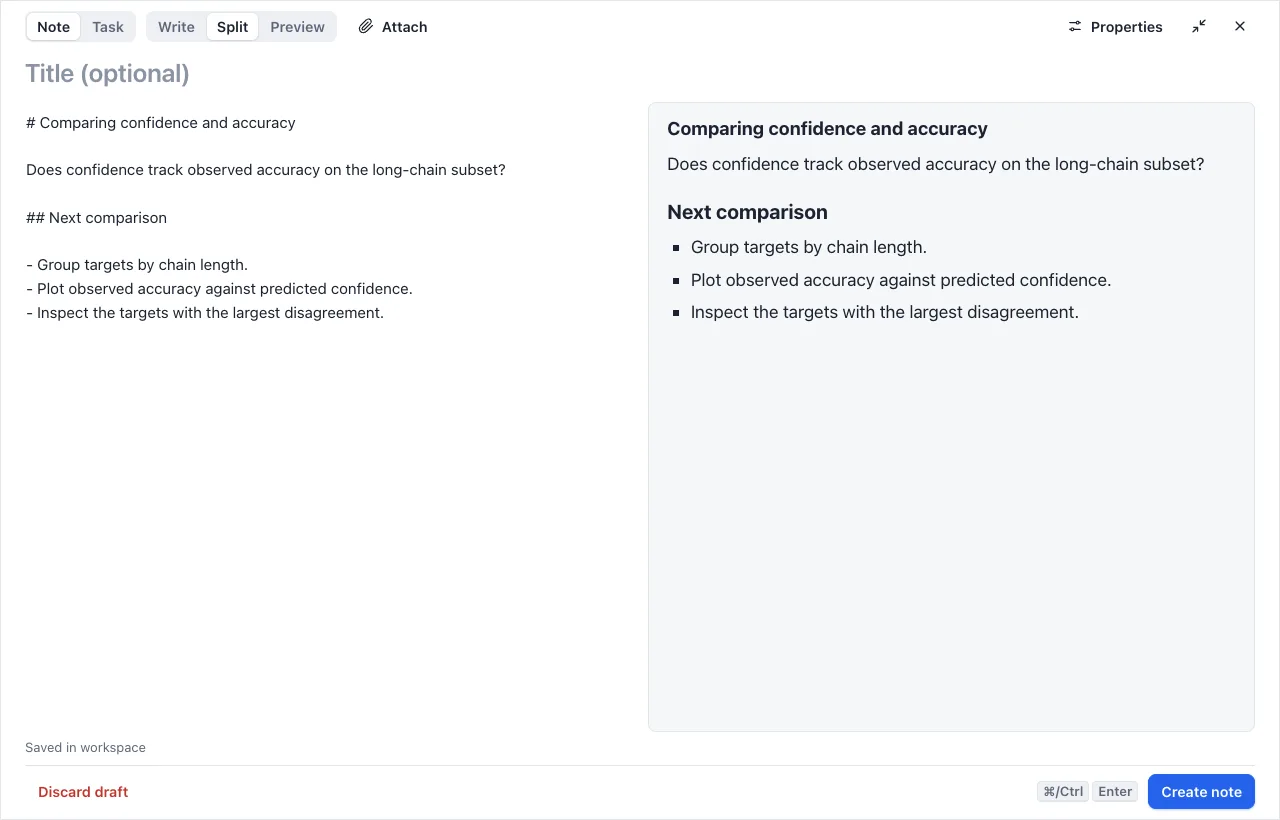 Note Task Write Split Preview Attach Properties
Title (optional)
# Comparing confidence and accuracy
Does confidence track observed accuracy on the long-chain subset?
## Next comparison
- Group targets by chain length.
- Plot observed accuracy against predicted confidence.
- Inspect the targets with the largest disagreement.
Comparing confidence and accuracy
Does confidence track observed accuracy on the long-chain subset?
Next comparison
▪ Group targets by chain length.
▪ Plot observed accuracy against predicted confidence.
▪ Inspect the targets with the largest disagreement.
Saved in workspace
Discard draft ⌘/Ctrl Enter Create note